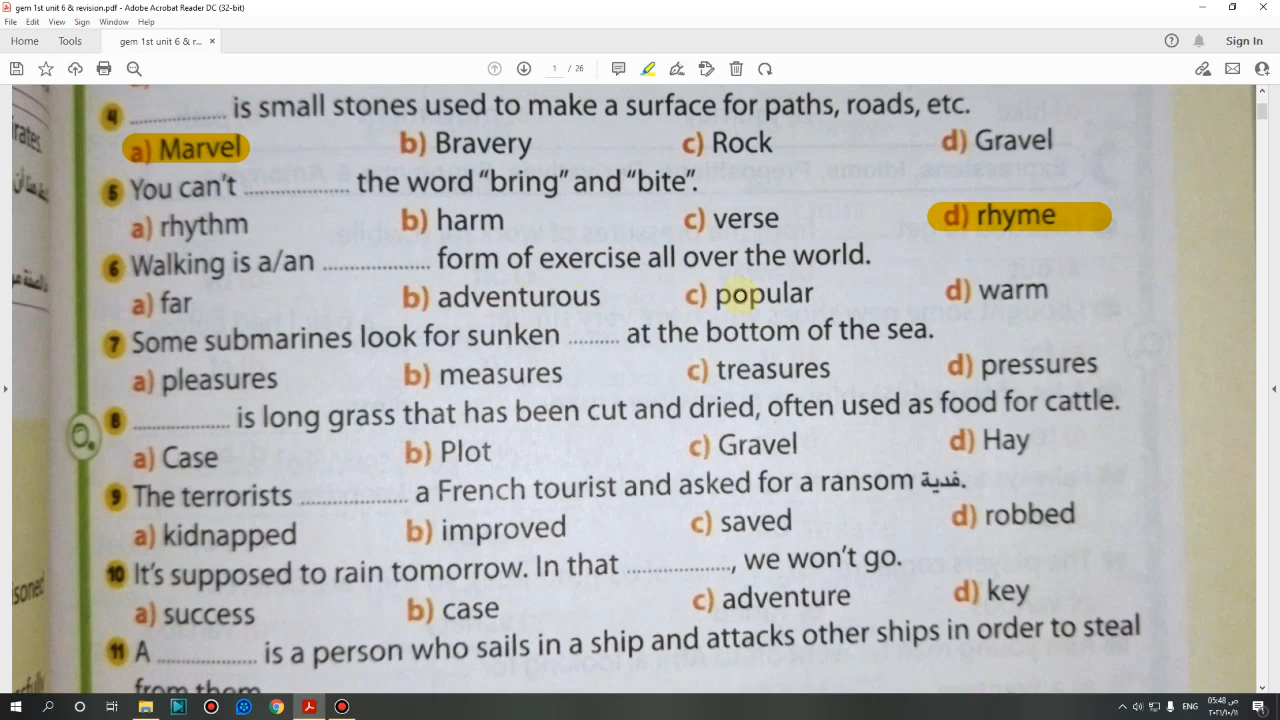 gem 1st unit 6 & revision.pdf - Adobe Acrobat Reader DC (32-bit)
File Edit View Sign Window Help
Home Tools gem 1st unit 6 & r... ×
Sign In
1 / 26
4 .............. is small stones used to make a surface for paths, roads, etc.
a) Marvel b) Bravery c) Rock d) Gravel
5 You can't .............. the word "bring" and "bite".
a) rhythm b) harm c) verse d) rhyme
6 Walking is a/an .............. form of exercise all over the world.
a) far b) adventurous c) popular d) warm
7 Some submarines look for sunken ......... at the bottom of the sea.
a) pleasures b) measures c) treasures d) pressures
8 .............. is long grass that has been cut and dried, often used as food for cattle.
a) Case b) Plot c) Gravel d) Hay
9 The terrorists .............. a French tourist and asked for a ransom فدية.
a) kidnapped b) improved c) saved d) robbed
10 It's supposed to rain tomorrow. In that .............., we won't go.
a) success b) case c) adventure d) key
11 A .............. is a person who sails in a ship and attacks other ships in order to steal
from them
ENG
05:48 ص
٢٠٢١/١٠/١١